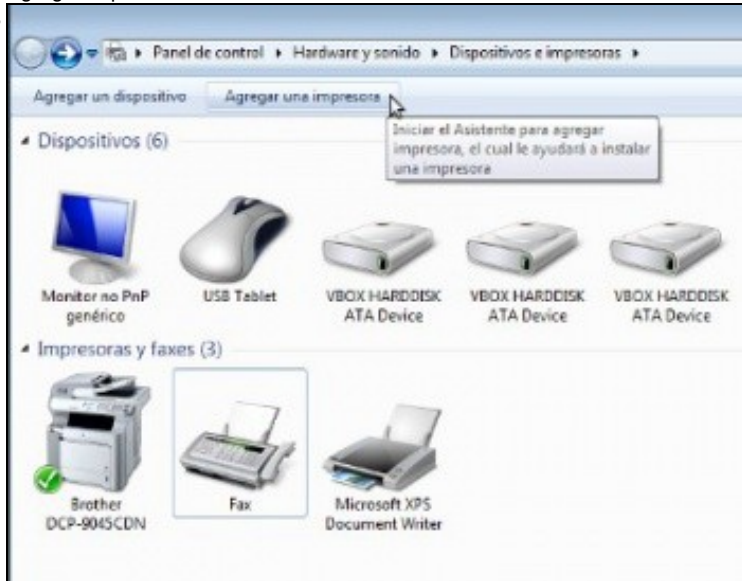 Panel de control Hardware y sonido Dispositivos e impresoras
Agregar un dispositivo Agregar una impresora
Iniciar el Asistente para agregar
impresora, el cual le ayudará a instalar
una impresora
Dispositivos (6)
Monitor no PnP
genérico
USB Tablet
VBOX HARDDISK
ATA Device
VBOX HARDDISK
ATA Device
VBOX HARDDISK
ATA Device
Impresoras y faxes (3)
Brother
DCP-9045CDN
Fax
Microsoft XPS
Document Writer